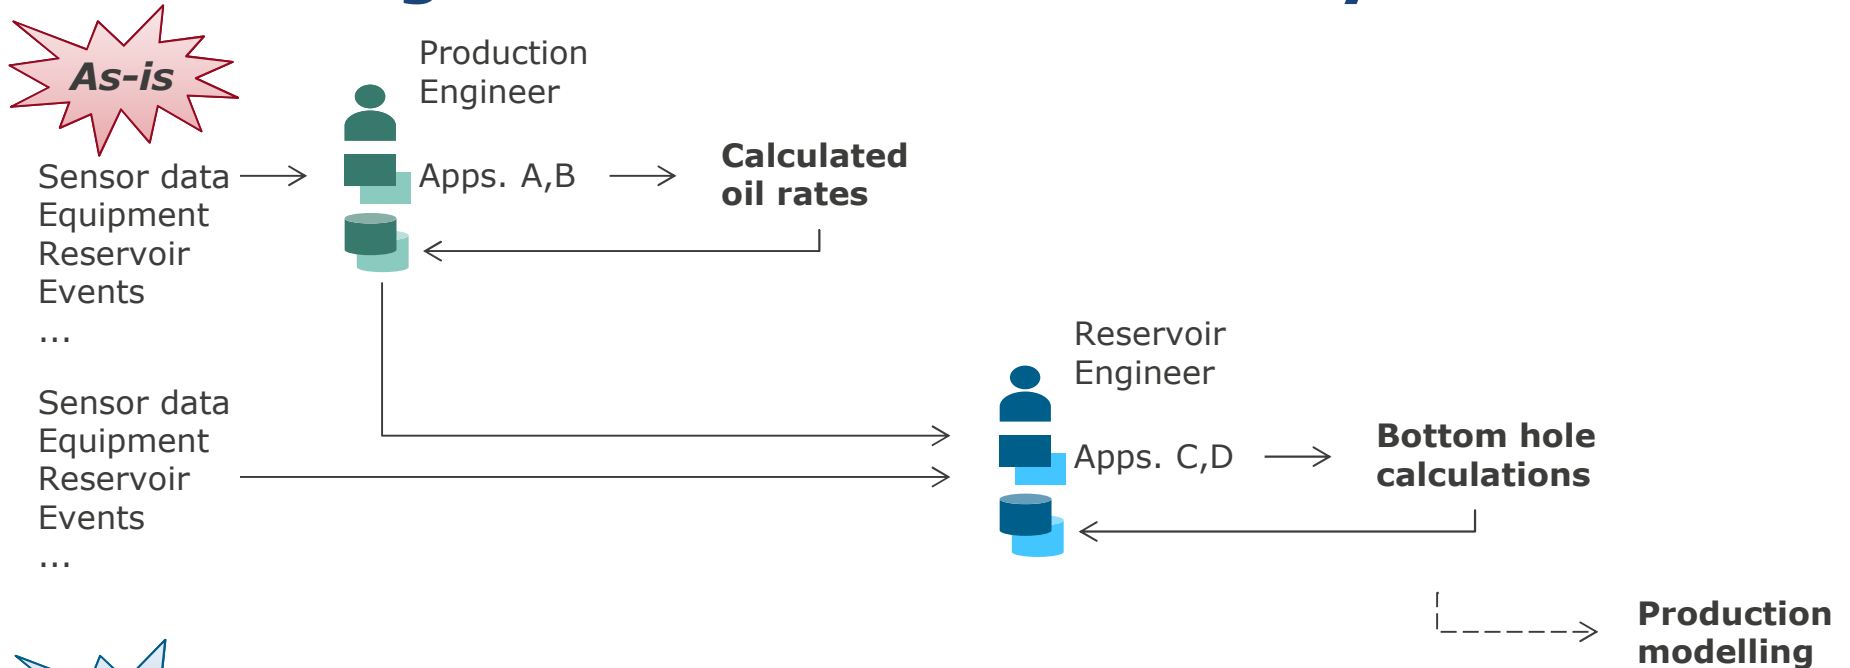 As-is
Production
Engineer
Sensor data
Equipment
Reservoir
Events
...
Apps. A,B
Calculated
oil rates
Reservoir
Engineer
Sensor data
Equipment
Reservoir
Events
...
Apps. C,D
Bottom hole
calculations
Production
modelling